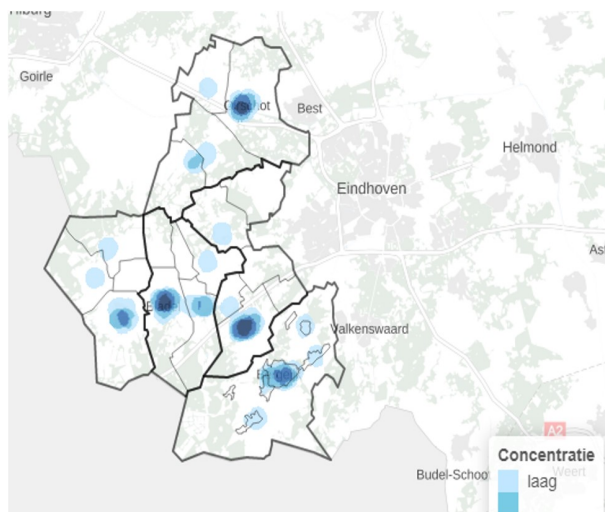 Goirle
Best
Helmond
Eindhoven
Valkenswaard
A2
Concentratie
laag
Budel-Schoot
Weert